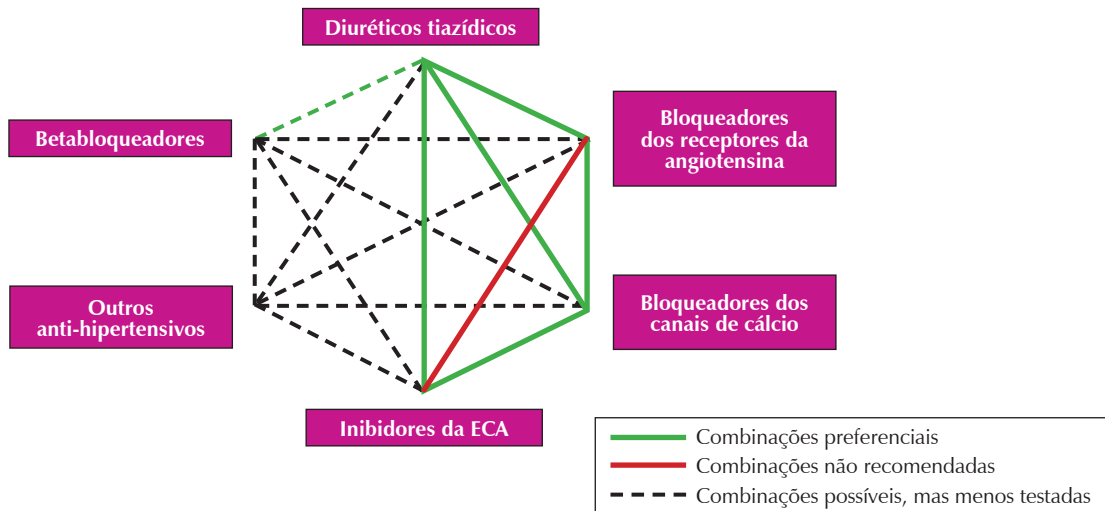 Diuréticos tiazídicos
Betabloqueadores
Bloqueadores
dos receptores da
angiotensina
Outros
anti-hipertensivos
Bloqueadores dos
canais de cálcio
Inibidores da ECA
Combinações preferenciais
Combinações não recomendadas
Combinações possíveis, mas menos testadas